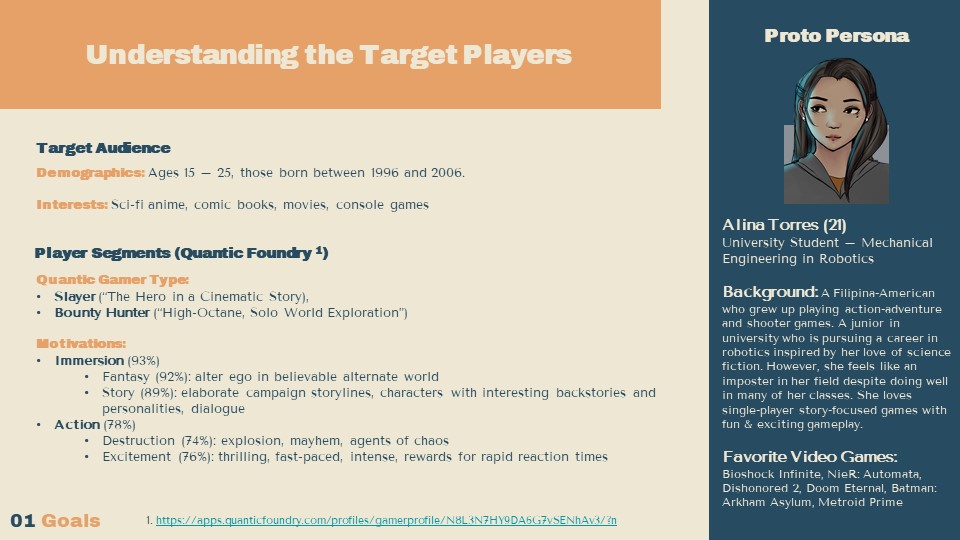 Understanding the Target Players
Target Audience
Demographics: Ages 15 – 25, those born between 1996 and 2006.
Interests: Sci-fi anime, comic books, movies, console games
Player Segments (Quantic Foundry ¹)
Quantic Gamer Type:
• Slayer (“The Hero in a Cinematic Story),
• Bounty Hunter (“High-Octane, Solo World Exploration”)
Motivations:
• Immersion (93%)
• Fantasy (92%): alter ego in believable alternate world
• Story (89%): elaborate campaign storylines, characters with interesting backstories and
personalities, dialogue
• Action (78%)
• Destruction (74%): explosion, mayhem, agents of chaos
• Excitement (76%): thrilling, fast-paced, intense, rewards for rapid reaction times
01 Goals
1. https://apps.quanticfoundry.com/profiles/gamerprofile/N8L3N7HY9DA6G7vSENhAv3/?n
Proto Persona
Alina Torres (21)
University Student – Mechanical
Engineering in Robotics
Background: A Filipina-American
who grew up playing action-adventure
and shooter games. A junior in
university who is pursuing a career in
robotics inspired by her love of science
fiction. However, she feels like an
imposter in her field despite doing well
in many of her classes. She loves
single-player story-focused games with
fun & exciting gameplay.
Favorite Video Games:
Bioshock Infinite, NieR: Automata,
Dishonored 2, Doom Eternal, Batman:
Arkham Asylum, Metroid Prime